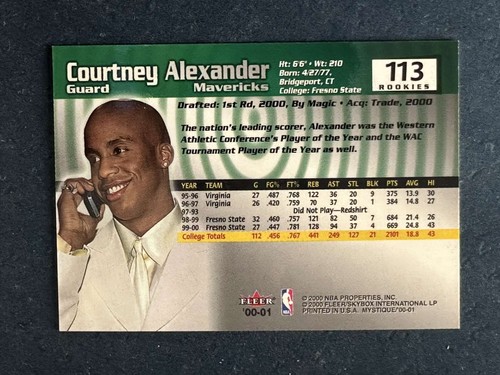 Courtney Alexander
Guard Mavericks
Ht: 6'6" • Wt: 210
Born: 4/27/77,
Bridgeport, CT
College: Fresno State
113
ROOKIES
Drafted: 1st Rd, 2000, By Magic • Acq: Trade, 2000
The nation's leading scorer, Alexander was the Western
Athletic Conference's Player of the Year and the WAC
Tournament Player of the Year as well.
YEAR TEAM G FG% FT% REB AST STL BLK PTS AVG HI
95-96 Virginia 27 .487 .768 122 36 20 9 375 13.9 30
96-97 Virginia 26 .420 .759 70 37 20 1 384 14.8 27
97-93 Did Not Play—Redshirt
98-99 Fresno State 32 .460 .757 121 82 50 7 684 21.4 26
99-00 Fresno State 27 .447 .781 128 94 37 4 669 24.8 43
College Totals 112 .456 .767 441 249 127 21 2101 18.8 43
FLEER
'00-01
NBA
© 2000 NBA PROPERTIES, INC.
© 2000 FLEER/SKYBOX INTERNATIONAL LP
PRINTED IN U.S.A. MYSTIQUE '00-01